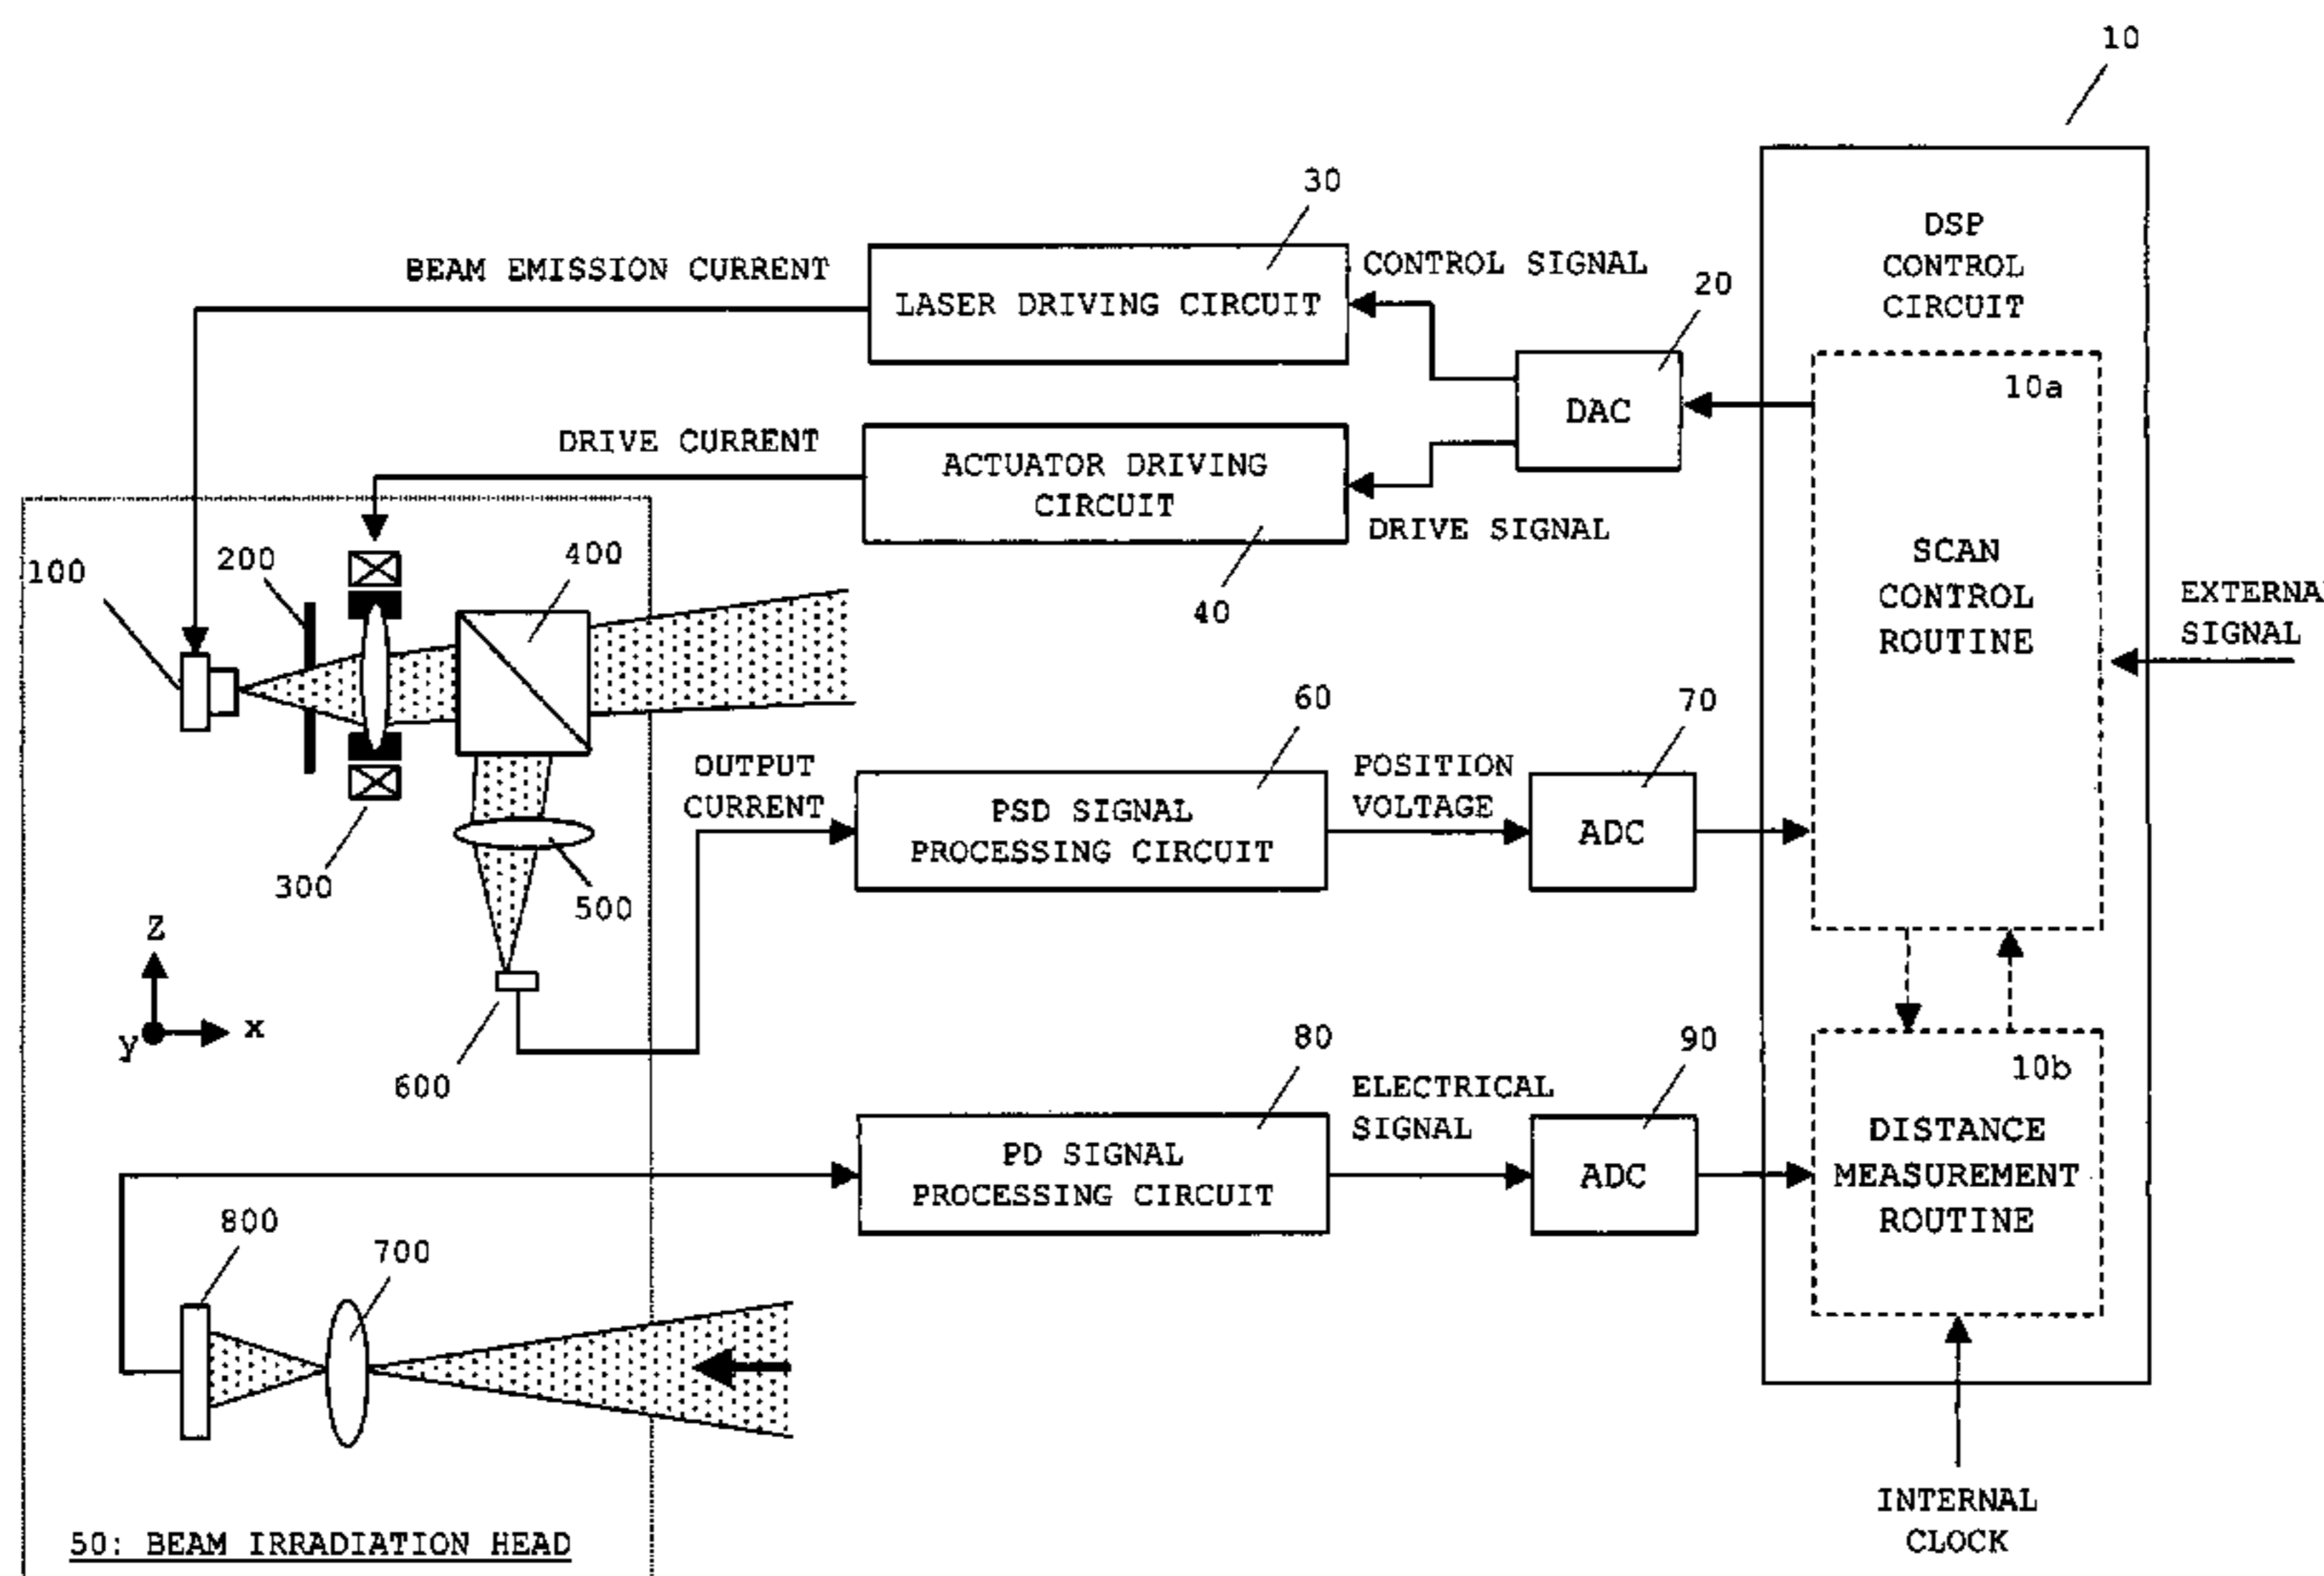 10
30
DSP
CONTROL
CIRCUIT
BEAM EMISSION CURRENT
LASER DRIVING CIRCUIT
CONTROL SIGNAL
20
10a
DAC
DRIVE CURRENT
ACTUATOR DRIVING
CIRCUIT
DRIVE SIGNAL
40
SCAN
CONTROL
ROUTINE
EXTERNA
SIGNAL
100
200
400
300
500
600
OUTPUT
CURRENT
60
PSD SIGNAL
PROCESSING CIRCUIT
POSITION
VOLTAGE
70
ADC
Z
y
x
80
PD SIGNAL
PROCESSING CIRCUIT
ELECTRICAL
SIGNAL
90
ADC
10b
DISTANCE
MEASUREMENT
ROUTINE
800
700
INTERNAL
CLOCK
50: BEAM IRRADIATION HEAD